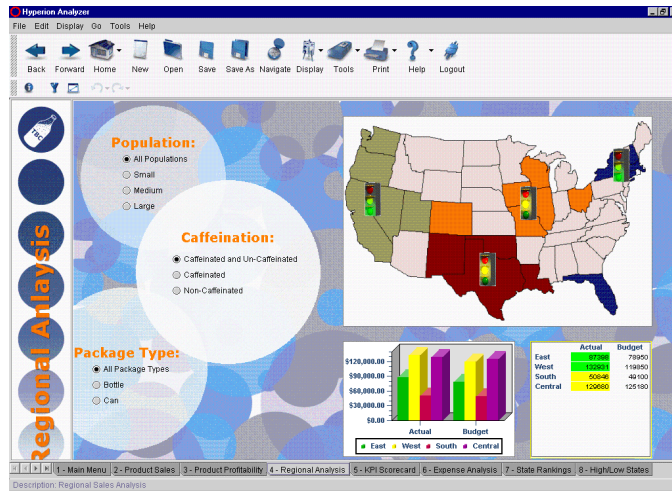 Hyperion Analyzer
File Edit Display Go Tools Help
Back Forward Home New Open Save Save As Navigate Display Tools Print Help Logout
TBC
Regional Anlaysis
Population:
All Populations
Small
Medium
Large
Caffeination:
Caffeinated and Un-Caffeinated
Caffeinated
Non-Caffeinated
Package Type:
All Package Types
Bottle
Can
$120,000.00
$90,000.00
$60,000.00
$30,000.00
$0.00
Actual Budget
East West South Central
Actual Budget
East 87398 78950
West 132931 119850
South 50846 49100
Central 129680 125180
1 - Main Menu 2 - Product Sales 3 - Product Profitability 4 - Regional Analysis 5 - KPI Scorecard 6 - Expense Analysis 7 - State Rankings 8 - High/Low States
Description: Regional Sales Analysis